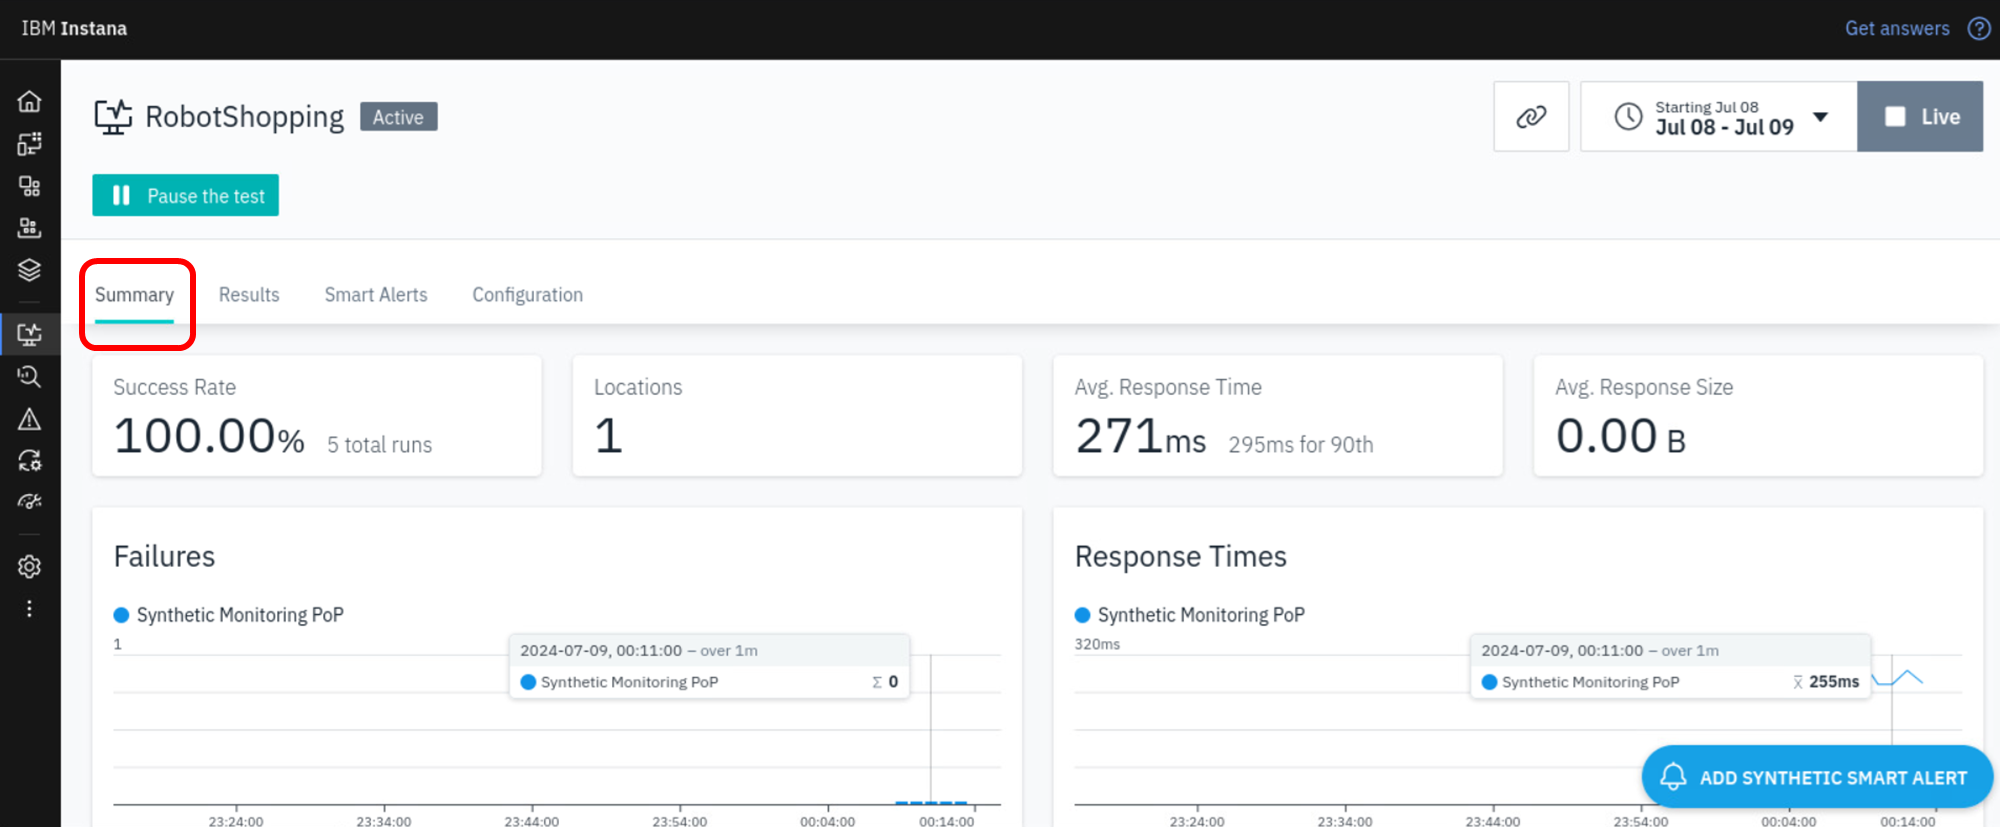 IBM Instana
Get answers
RobotShopping
Active
Starting Jul 08
Jul 08 - Jul 09
Live
Pause the test
Summary
Results
Smart Alerts
Configuration
Success Rate
100.00% 5 total runs
Locations
1
Avg. Response Time
271ms 295ms for 90th
Avg. Response Size
0.00 B
Failures
Synthetic Monitoring PoP
1
2024-07-09, 00:11:00 – over 1m
Synthetic Monitoring PoP Σ 0
23:24:00 23:34:00 23:44:00 23:54:00 00:04:00 00:14:00
Response Times
Synthetic Monitoring PoP
320ms
2024-07-09, 00:11:00 – over 1m
Synthetic Monitoring PoP x̅ 255ms
ADD SYNTHETIC SMART ALERT
23:24:00 23:34:00 23:44:00 23:54:00 00:04:00 00:14:00